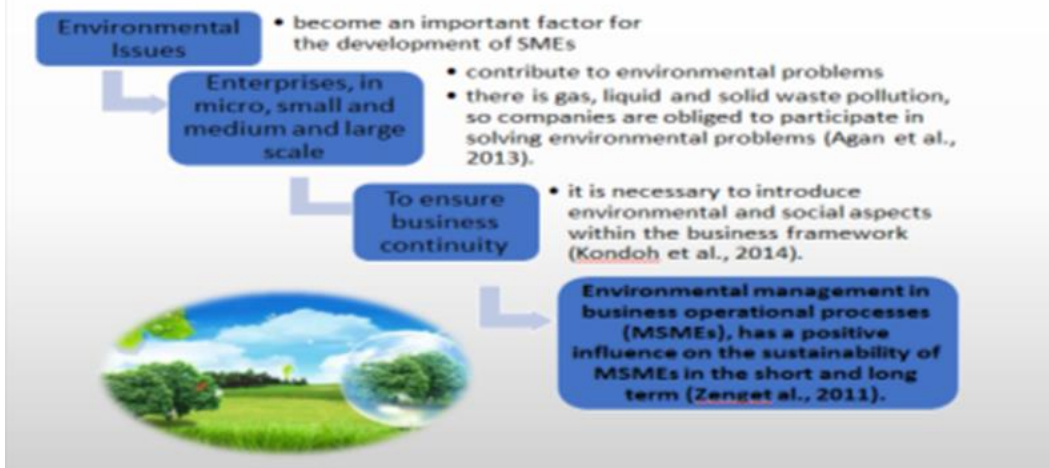 Environmental
Issues
• become an important factor for
the development of SMEs
Enterprises, in
micro, small and
medium and large
scale
• contribute to environmental problems
• there is gas, liquid and solid waste pollution,
so companies are obliged to participate in
solving environmental problems (Agan et al.,
2013).
To ensure
business
continuity
• it is necessary to introduce
environmental and social aspects
within the business framework
(Kondoh et al., 2014).
Environmental management in
business operational processes
(MSMEs), has a positive
influence on the sustainability of
MSMEs in the short and long
term (Zenget al., 2011).